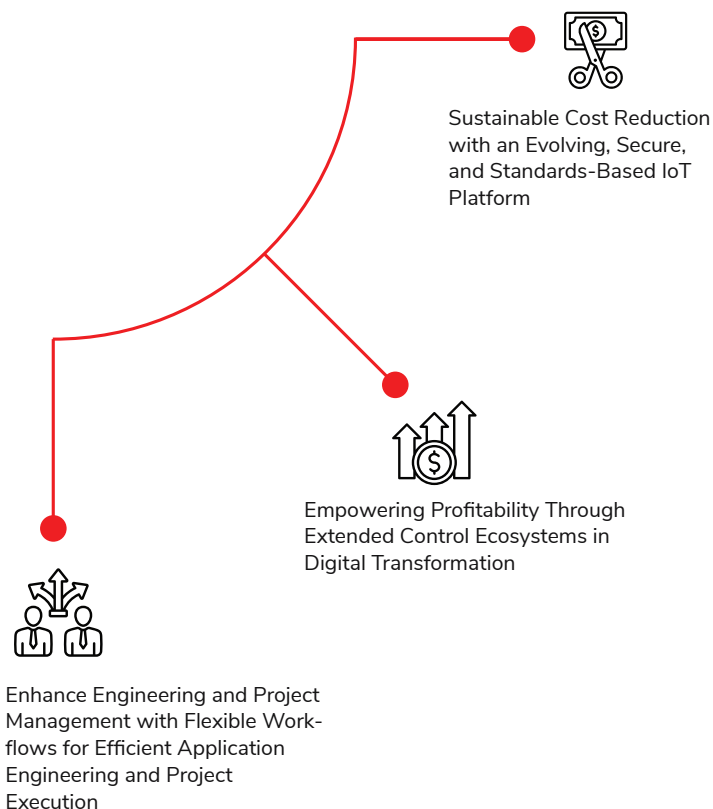 Sustainable Cost Reduction
with an Evolving, Secure,
and Standards-Based IoT
Platform
Empowering Profitability Through
Extended Control Ecosystems in
Digital Transformation
Enhance Engineering and Project
Management with Flexible Work-
flows for Efficient Application
Engineering and Project
Execution